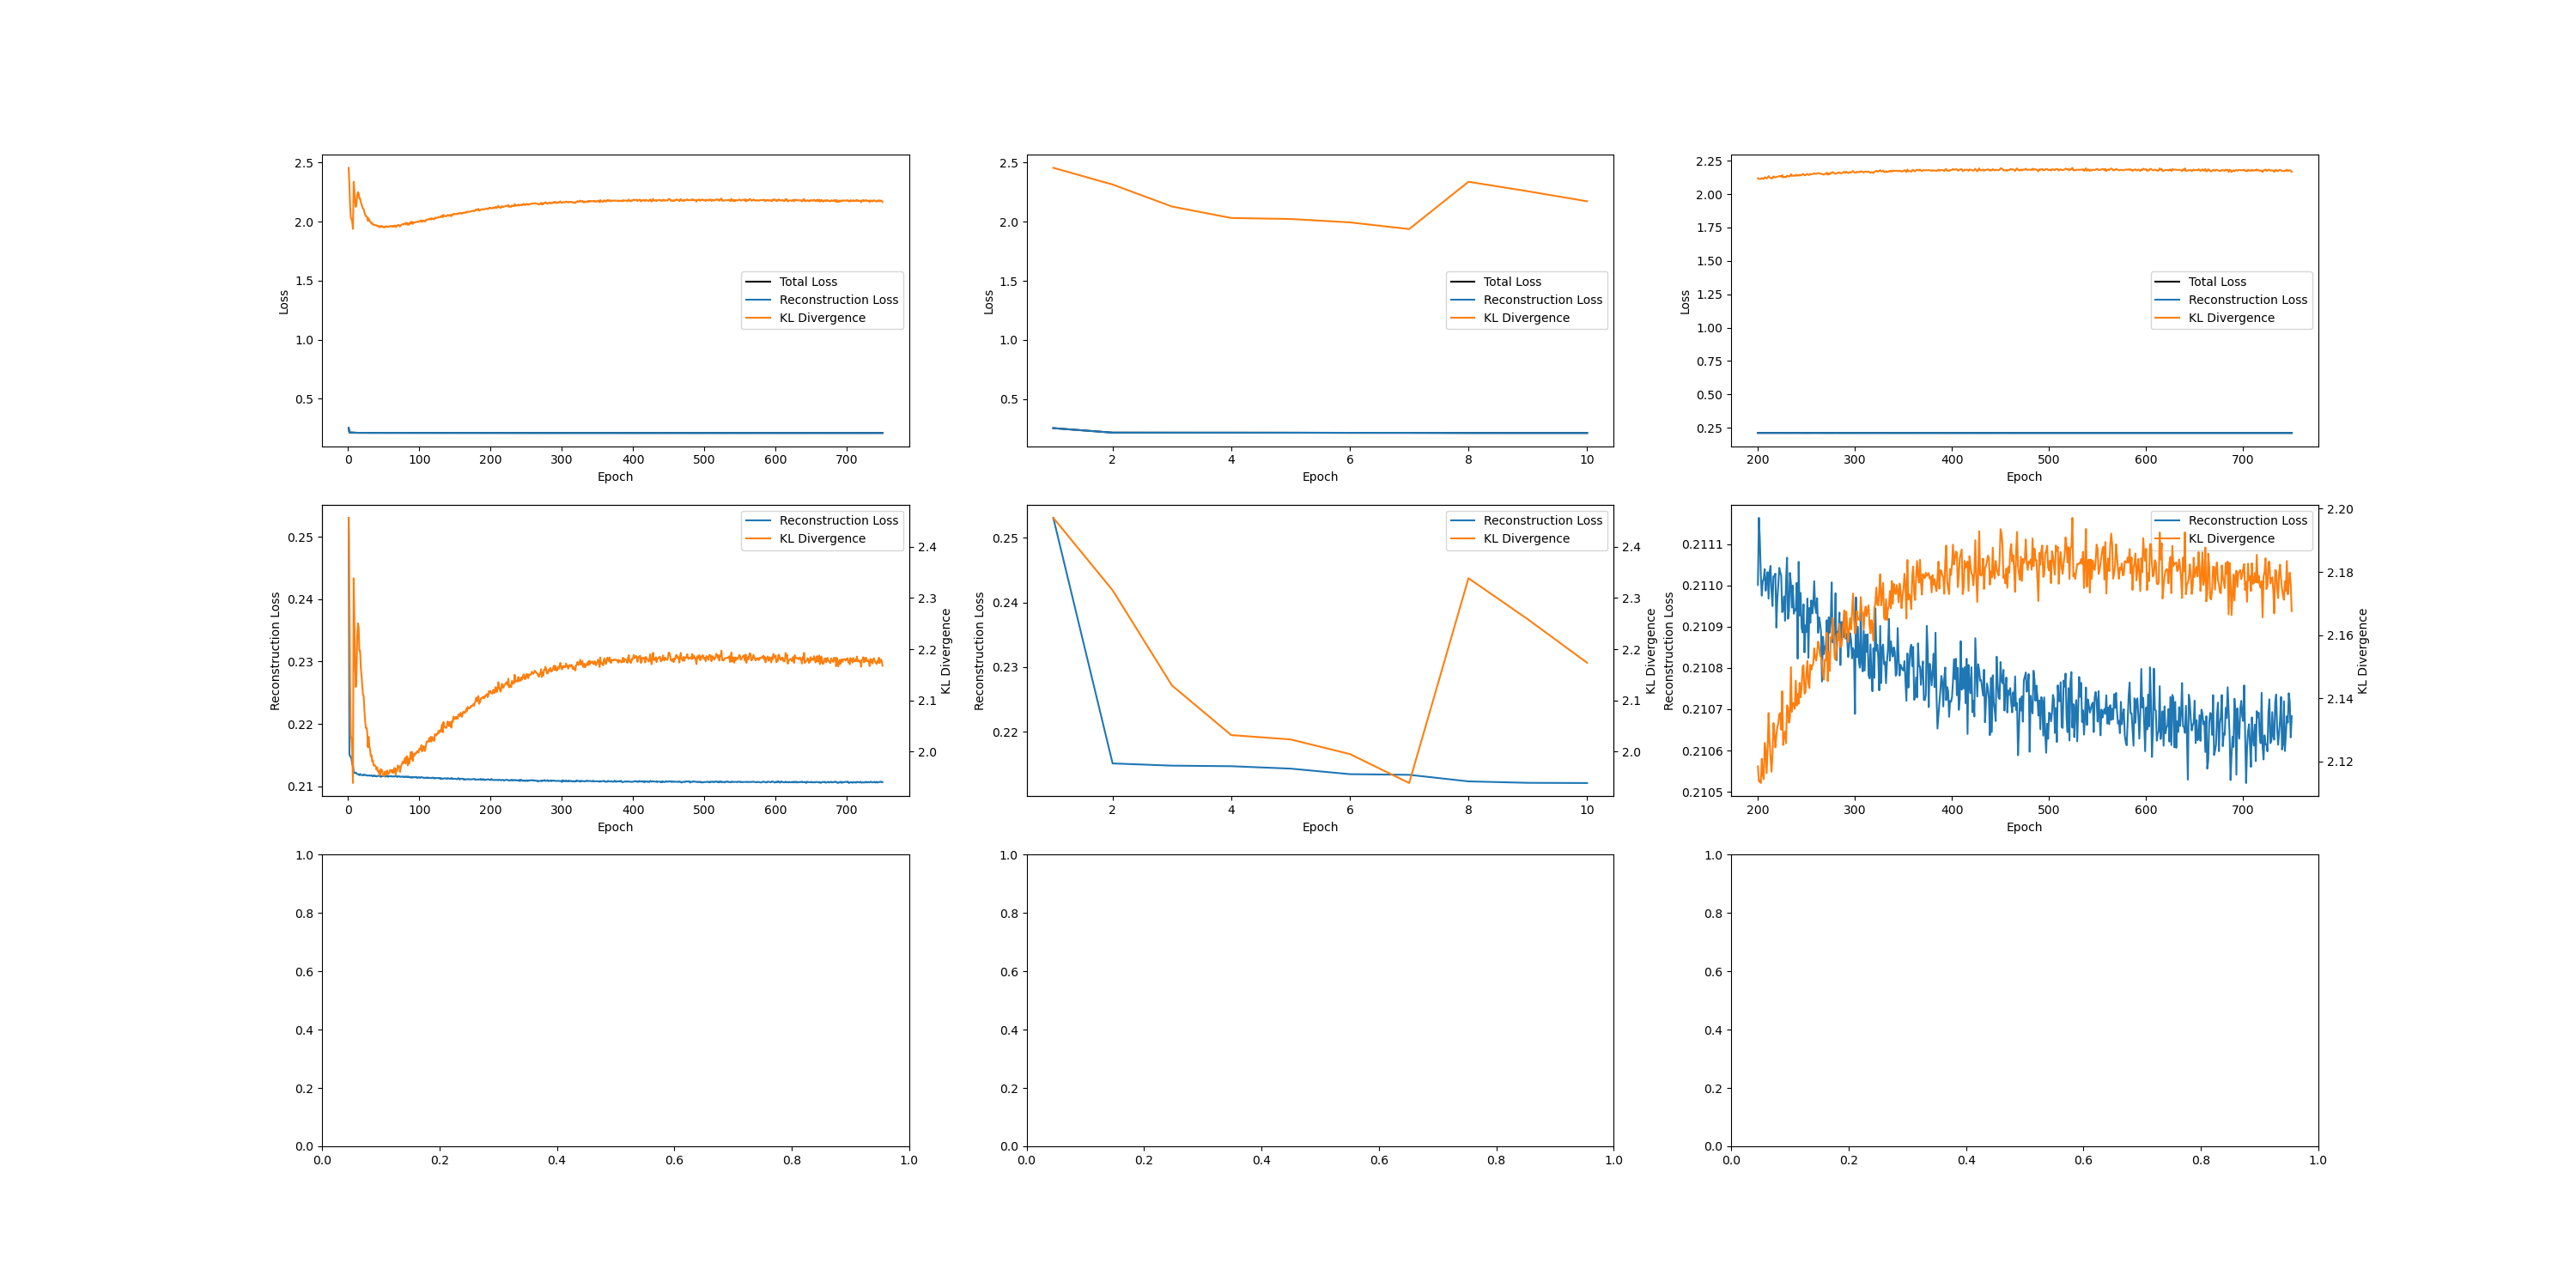 2.5
2.0
1.5
1.0
0.5
Loss
0 100 200 300 400 500 600 700
Epoch
Total Loss
Reconstruction Loss
KL Divergence
2.5
2.0
1.5
1.0
0.5
Loss
2 4 6 8 10
Epoch
Total Loss
Reconstruction Loss
KL Divergence
2.25
2.00
1.75
1.50
1.25
1.00
0.75
0.50
0.25
Loss
200 300 400 500 600 700
Epoch
Total Loss
Reconstruction Loss
KL Divergence
0.25
0.24
0.23
0.22
0.21
Reconstruction Loss
0 100 200 300 400 500 600 700
Epoch
Reconstruction Loss
KL Divergence
2.4
2.3
2.2
2.1
2.0
KL Divergence
0.25
0.24
0.23
0.22
Reconstruction Loss
2 4 6 8 10
Epoch
Reconstruction Loss
KL Divergence
2.4
2.3
2.2
2.1
2.0
KL Divergence
0.2111
0.2110
0.2109
0.2108
0.2107
0.2106
0.2105
Reconstruction Loss
200 300 400 500 600 700
Epoch
Reconstruction Loss
KL Divergence
2.20
2.18
2.16
2.14
2.12
KL Divergence
1.0
0.8
0.6
0.4
0.2
0.0
0.0 0.2 0.4 0.6 0.8 1.0
1.0
0.8
0.6
0.4
0.2
0.0
0.0 0.2 0.4 0.6 0.8 1.0
1.0
0.8
0.6
0.4
0.2
0.0
0.0 0.2 0.4 0.6 0.8 1.0